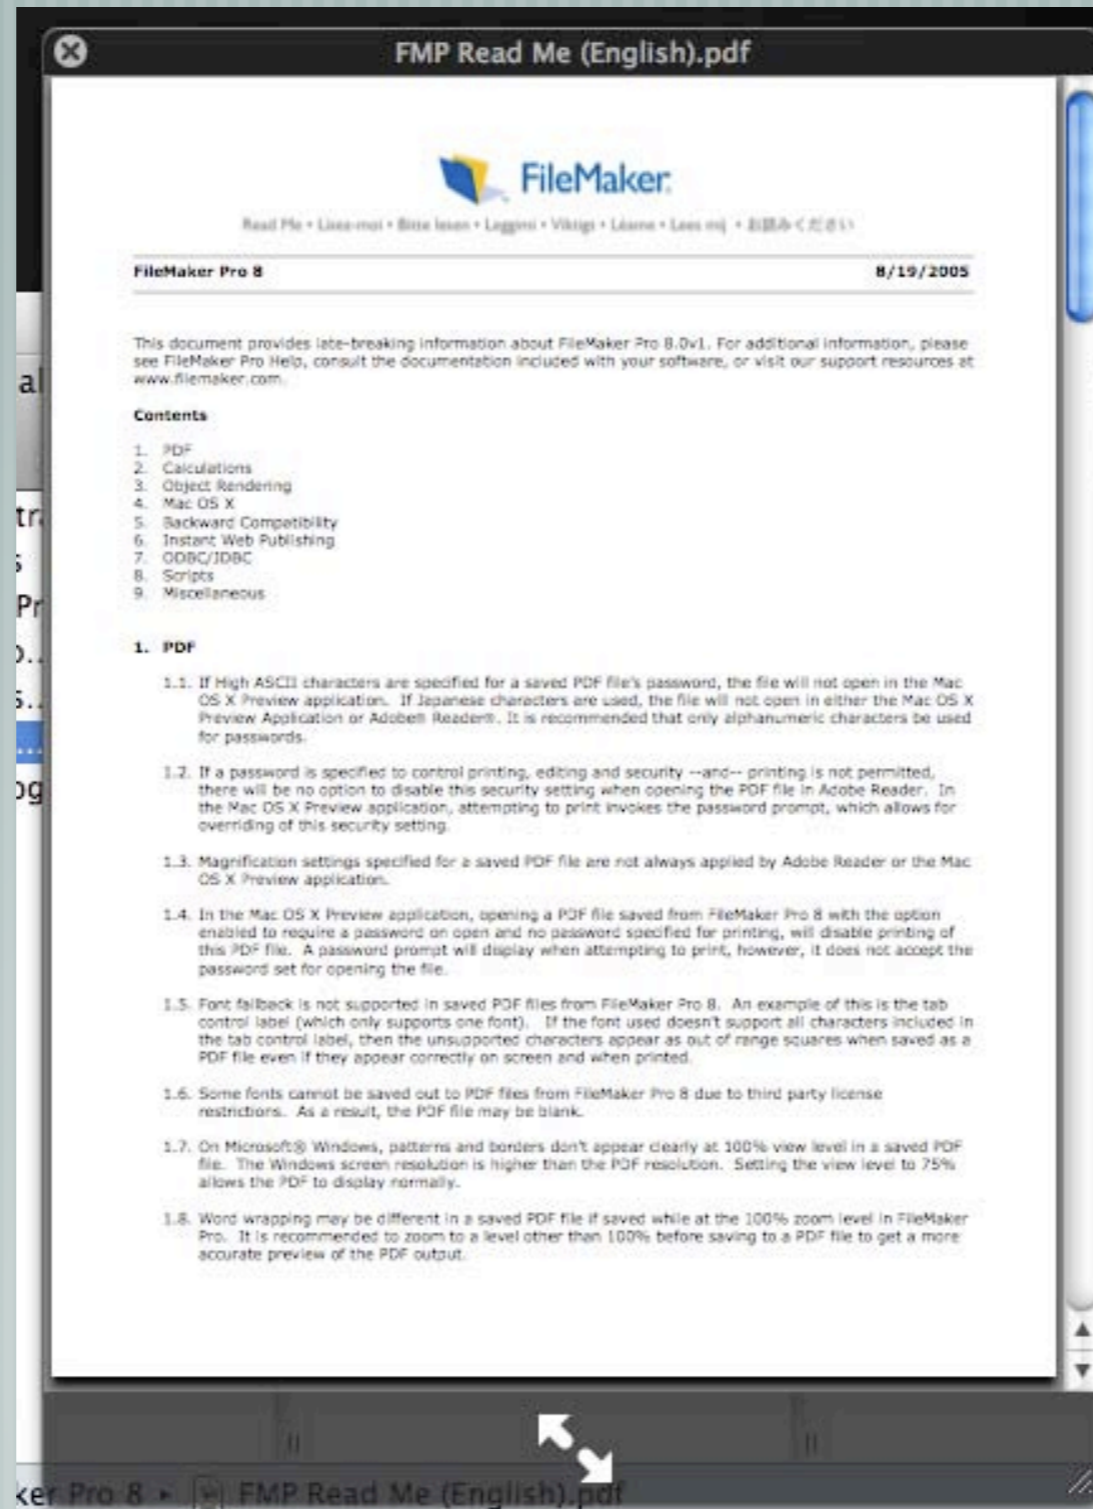 FMP Read Me (English).pdf
FileMaker
Read Me • Lisez-moi • Bitte lesen • Leggimi • Viktigt • Léame • Lees mij • お読みください
FileMaker Pro 8 8/19/2005
This document provides late-breaking information about FileMaker Pro 8.0v1. For additional information, please
see FileMaker Pro Help, consult the documentation included with your software, or visit our support resources at
www.filemaker.com.
Contents
1. PDF
2. Calculations
3. Object Rendering
4. Mac OS X
5. Backward Compatibility
6. Instant Web Publishing
7. ODBC/JDBC
8. Scripts
9. Miscellaneous
1. PDF
1.1. If High ASCII characters are specified for a saved PDF file's password, the file will not open in the Mac
OS X Preview application. If Japanese characters are used, the file will not open in either the Mac OS X
Preview Application or Adobe® Reader®. It is recommended that only alphanumeric characters be used
for passwords.
1.2. If a password is specified to control printing, editing and security --and-- printing is not permitted,
there will be no option to disable this security setting when opening the PDF file in Adobe Reader. In
the Mac OS X Preview application, attempting to print invokes the password prompt, which allows for
overriding of this security setting.
1.3. Magnification settings specified for a saved PDF file are not always applied by Adobe Reader or the Mac
OS X Preview application.
1.4. In the Mac OS X Preview application, opening a PDF file saved from FileMaker Pro 8 with the option
enabled to require a password on open and no password specified for printing, will disable printing of
this PDF file. A password prompt will display when attempting to print, however, it does not accept the
password set for opening the file.
1.5. Font fallback is not supported in saved PDF files from FileMaker Pro 8. An example of this is the tab
control label (which only supports one font). If the font used doesn't support all characters included in
the tab control label, then the unsupported characters appear as out of range squares when saved as a
PDF file even if they appear correctly on screen and when printed.
1.6. Some fonts cannot be saved out to PDF files from FileMaker Pro 8 due to third party license
restrictions. As a result, the PDF file may be blank.
1.7. On Microsoft® Windows, patterns and borders don't appear clearly at 100% view level in a saved PDF
file. The Windows screen resolution is higher than the PDF resolution. Setting the view level to 75%
allows the PDF to display normally.
1.8. Word wrapping may be different in a saved PDF file if saved while at the 100% zoom level in FileMaker
Pro. It is recommended to zoom to a level other than 100% before saving to a PDF file to get a more
accurate preview of the PDF output.
ker Pro 8 ▸ FMP Read Me (English).pdf